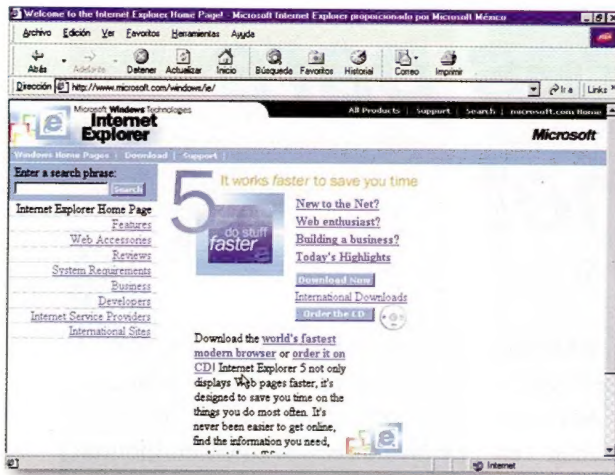 Welcome to the Internet Explorer Home Page! - Microsoft Internet Explorer proporcionado por Microsoft México
Archivo Edición Ver Favoritos Herramientas Ayuda
Atrás Adelante Detener Actualizar Inicio Búsqueda Favoritos Historial Correo Imprimir
Dirección http://www.microsoft.com/windows/ie/ Ir a Links »
Microsoft Windows Technologies
Internet
Explorer
All Products | Support | Search | microsoft.com Home
Microsoft
Windows Home Pages | Download | Support |
Enter a search phrase:
Search
Internet Explorer Home Page
Features
Web Accessories
Reviews
System Requirements
Business
Developers
Internet Service Providers
International Sites
5 It works faster to save you time
do stuff
faster
New to the Net?
Web enthusiast?
Building a business?
Today's Highlights
Download Now
International Downloads
Order the CD
Download the world's fastest
modern browser or order it on
CD! Internet Explorer 5 not only
displays Web pages faster, it's
designed to save you time on the
things you do most often. It's
never been easier to get online,
find the information you need,
Internet